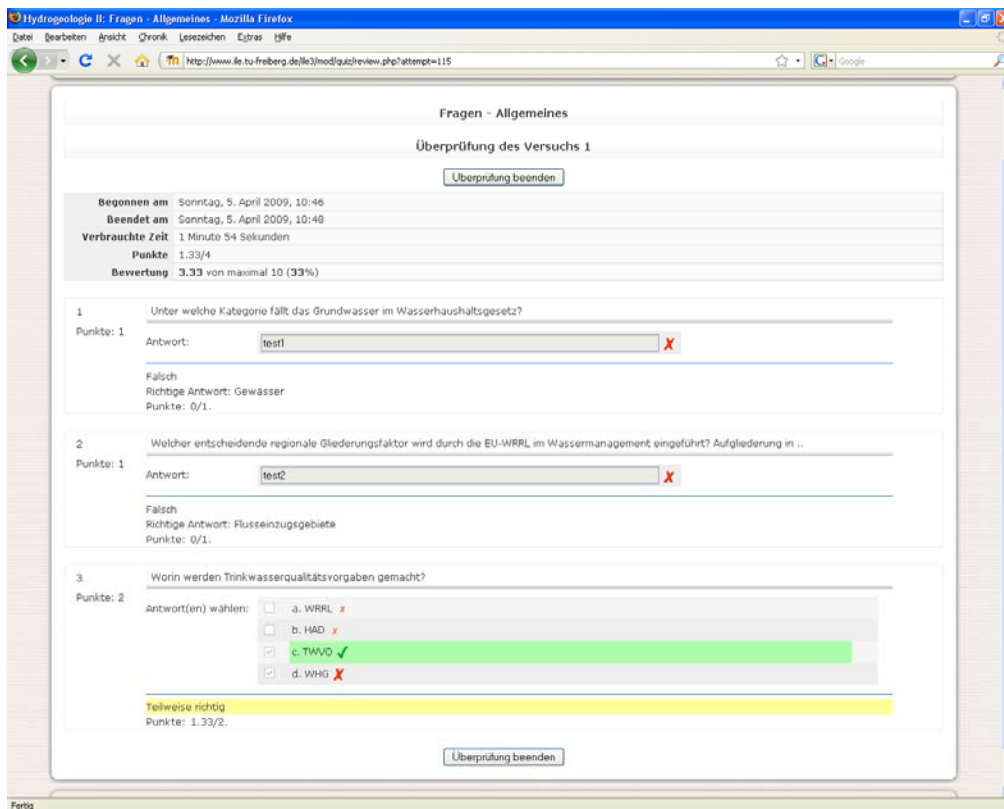 Hydrogeologie II: Fragen - Allgemeines - Mozilla Firefox
Datei Bearbeiten Ansicht Chronik Lesezeichen Extras Hilfe
http://www.ile.tu-freiberg.de/ile3/mod/quiz/review.php?attempt=115 Google
Fragen - Allgemeines
Überprüfung des Versuchs 1
Überprüfung beenden
Begonnen am Sonntag, 5. April 2009, 10:46
Beendet am Sonntag, 5. April 2009, 10:48
Verbrauchte Zeit 1 Minute 54 Sekunden
Punkte 1.33/4
Bewertung 3.33 von maximal 10 (33%)
1 Unter welche Kategorie fällt das Grundwasser im Wasserhaushaltsgesetz?
Punkte: 1
Antwort: test1
Falsch
Richtige Antwort: Gewässer
Punkte: 0/1.
2 Welcher entscheidende regionale Gliederungsfaktor wird durch die EU-WRRL im Wassermanagement eingeführt? Aufgliederung in ..
Punkte: 1
Antwort: test2
Falsch
Richtige Antwort: Flusseinzugsgebiete
Punkte: 0/1.
3 Worin werden Trinkwasserqualitätsvorgaben gemacht?
Punkte: 2
Antwort(en) wählen: a. WRRL
b. HAD
c. TWVO
d. WHG
Teilweise richtig
Punkte: 1.33/2.
Überprüfung beenden
Fertig